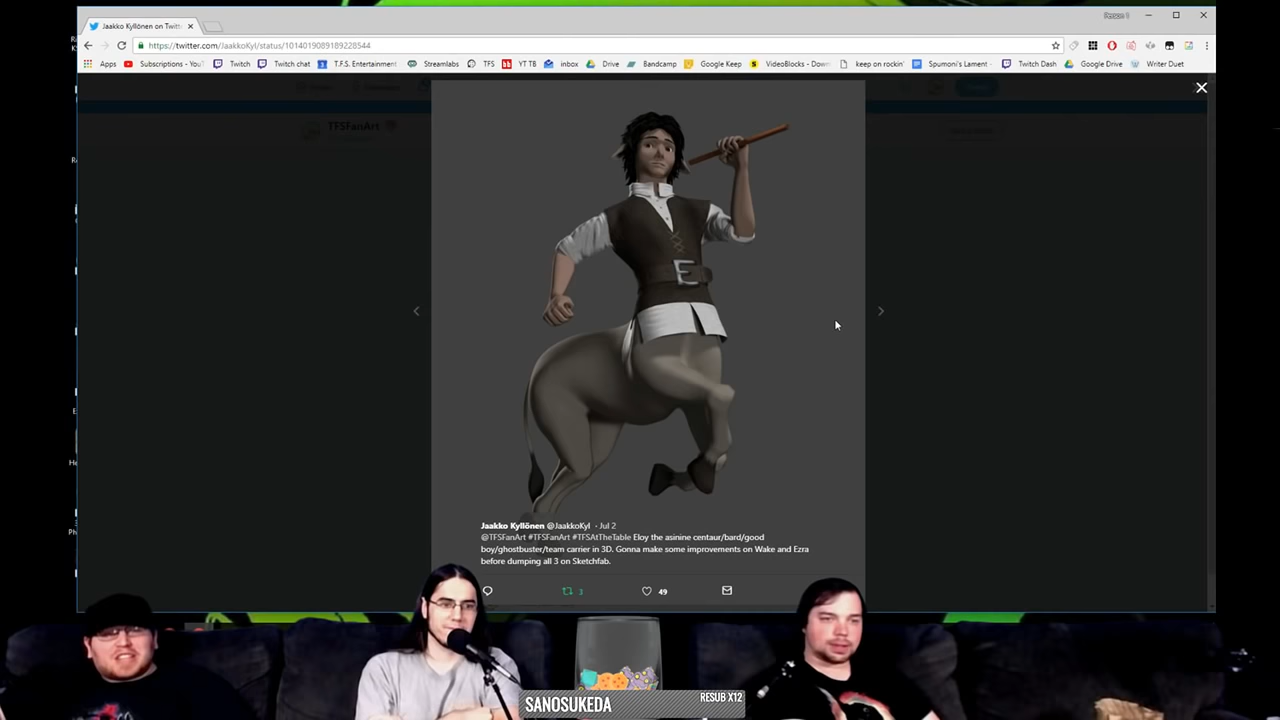 Jaakko Kyllönen on Twitt
Person 1
https://twitter.com/JaakkoKyl/status/1014019089189228544
Apps
Subscriptions - You
Twitch
Twitch chat
T.F.S. Entertainment
Streamlabs
TFS
YT TB
inbox
Drive
Bandcamp
Google Keep
VideoBlocks - Down
keep on rockin'
Spumoni's Lament -
Twitch Dash
Google Drive
Writer Duet
TFSFanArt
Jaakko Kyllönen @JaakkoKyl · Jul 2
@TFSFanArt #TFSFanArt #TFSAtTheTable Eloy the asinine centaur/bard/good
boy/ghostbuster/team carrier in 3D. Gonna make some improvements on Wake and Ezra
before dumping all 3 on Sketchfab.
3
49
SANOSUKEDA
RESUB X12